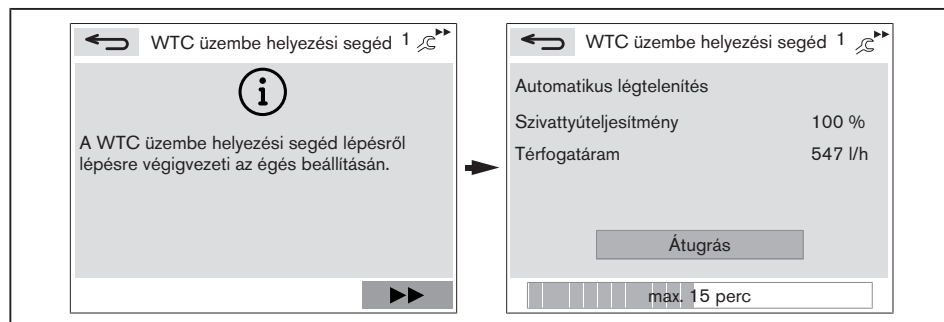 WTC üzembe helyezési segéd 1
A WTC üzembe helyezési segéd lépésről
lépésre végigvezeti az égés beállításán.
WTC üzembe helyezési segéd 1
Automatikus légtelenítés
Szivattyúteljesítmény 100 %
Térfogatáram 547 l/h
Átugrás
max. 15 perc